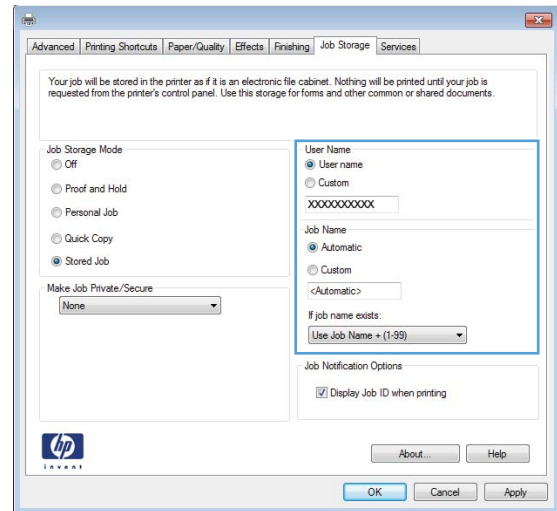 Advanced
Printing Shortcuts
Paper/Quality
Effects
Finishing
Job Storage
Services
Your job will be stored in the printer as if it is an electronic file cabinet. Nothing
will be printed until your job is
requested from the printer's control panel. Use this storage for forms and other common or shared documents.
Job Storage Mode
Off
Proof and Hold
Personal Job
Quick Copy
Stored Job
Make Job Private/Secure
None
User Name
User name
Custom
XXXXXXXXXX
Job Name
Automatic
Custom
<Automatic>
If job name exists:
Use Job Name + (1-99)
Job Notification Options
Display Job ID when printing
hp
invent
About...
Help
OK
Cancel
Apply